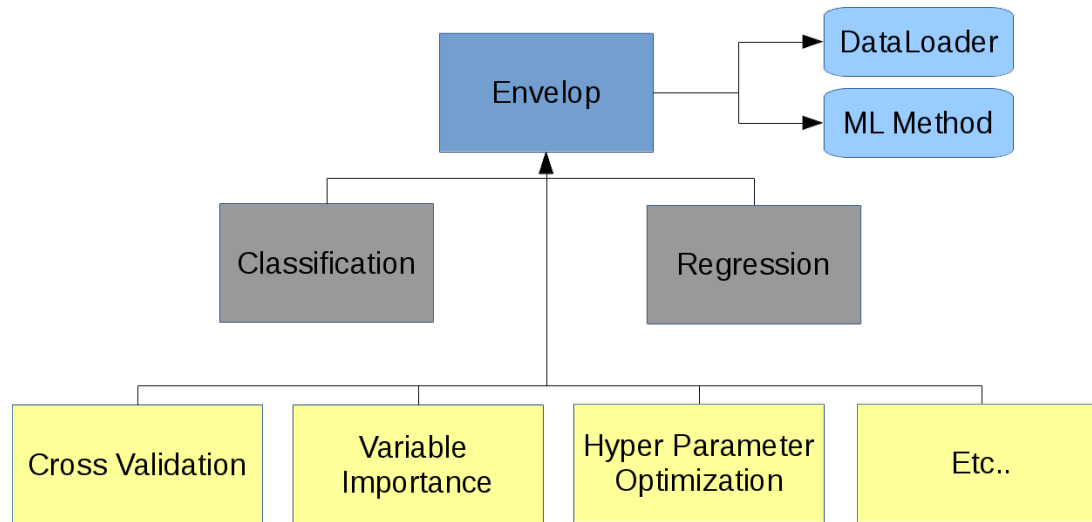 DataLoader
Envelop
ML Method
Classification
Regression
Cross Validation
Variable
Importance
Hyper Parameter
Optimization
Etc..